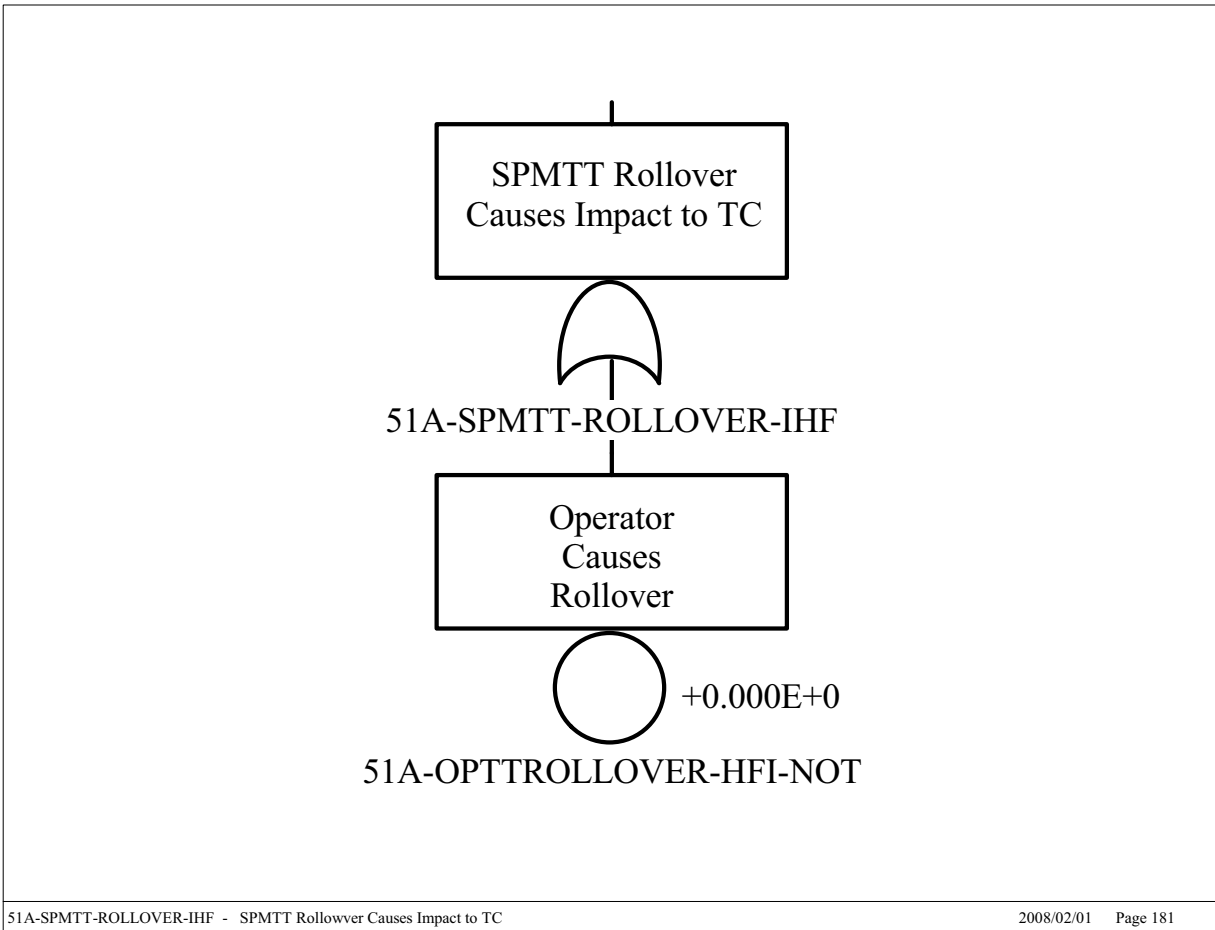 SPMTT Rollover
Causes Impact to TC
51A-SPMTT-ROLLOVER-IHF
Operator
Causes
Rollover
+0.000E+0
51A-OPTTROLLOVER-HFI-NOT
51A-SPMTT-ROLLOVER-IHF - SPMTT Rollowver Causes Impact to TC 2008/02/01 Page 181